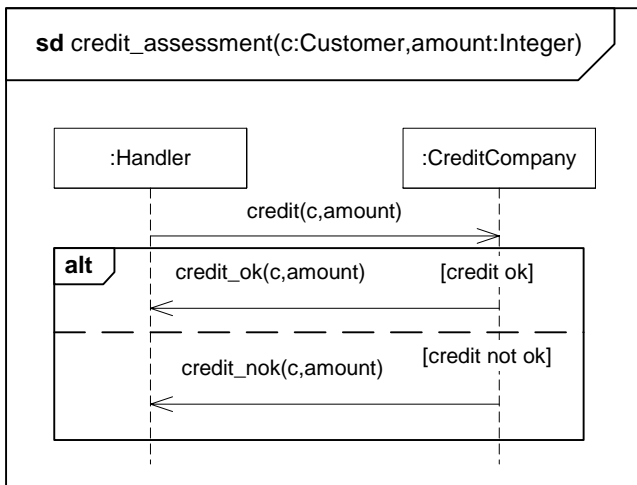 sd credit_assessment(c:Customer,amount:Integer)
:Handler
:CreditCompany
credit(c,amount)
alt
credit_ok(c,amount)
[credit ok]
[credit not ok]
credit_nok(c,amount)